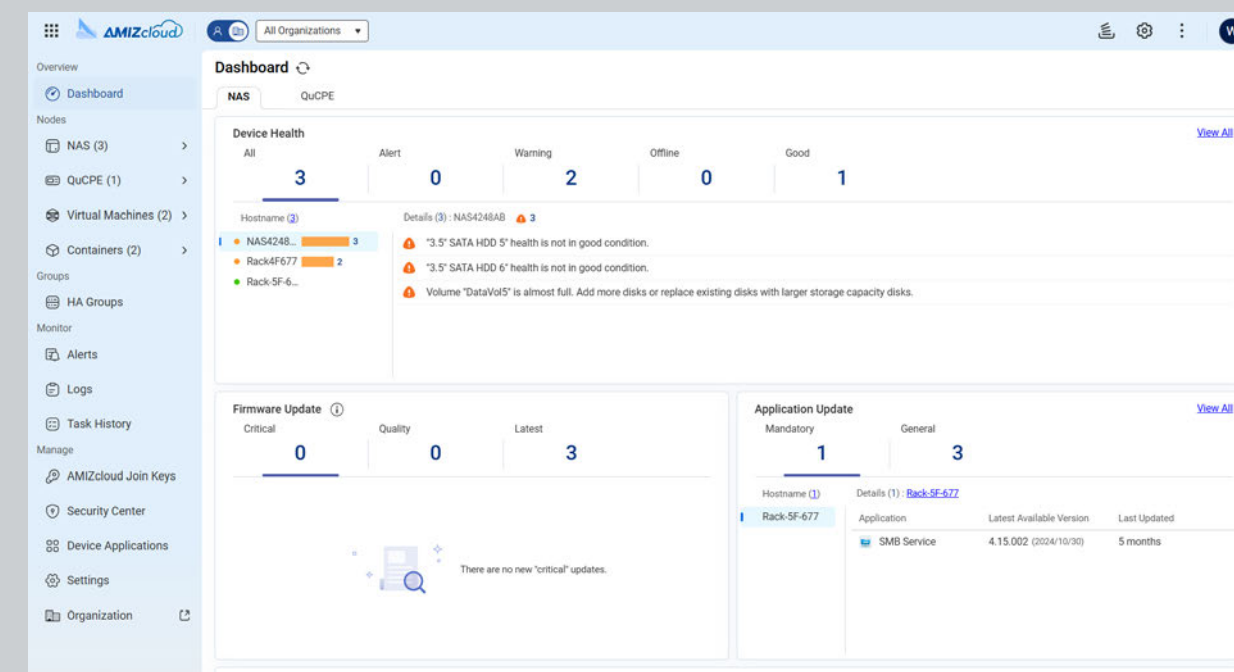 AMIZcloud All Organizations W
Overview
Dashboard
Nodes
NAS (3)
QuCPE (1)
Virtual Machines (2)
Containers (2)
Groups
HA Groups
Monitor
Alerts
Logs
Task History
Manage
AMIZcloud Join Keys
Security Center
Device Applications
Settings
Organization
Dashboard
NAS QuCPE
Device Health View All
All Alert Warning Offline Good
3 0 2 0 1
Hostname (3)
NAS4248... 3
Rack4F677 2
Rack-5F-6...
Details (3) : NAS4248AB 3
"3.5" SATA HDD 5" health is not in good condition.
"3.5" SATA HDD 6" health is not in good condition.
Volume "DataVol5" is almost full. Add more disks or replace existing disks with larger storage capacity disks.
Firmware Update
Critical Quality Latest
0 0 3
There are no new "critical" updates.
Application Update View All
Mandatory General
1 3
Hostname (1)
Rack-5F-677
Details (1) : Rack-5F-677
Application Latest Available Version Last Updated
SMB Service 4.15.002 (2024/10/30) 5 months